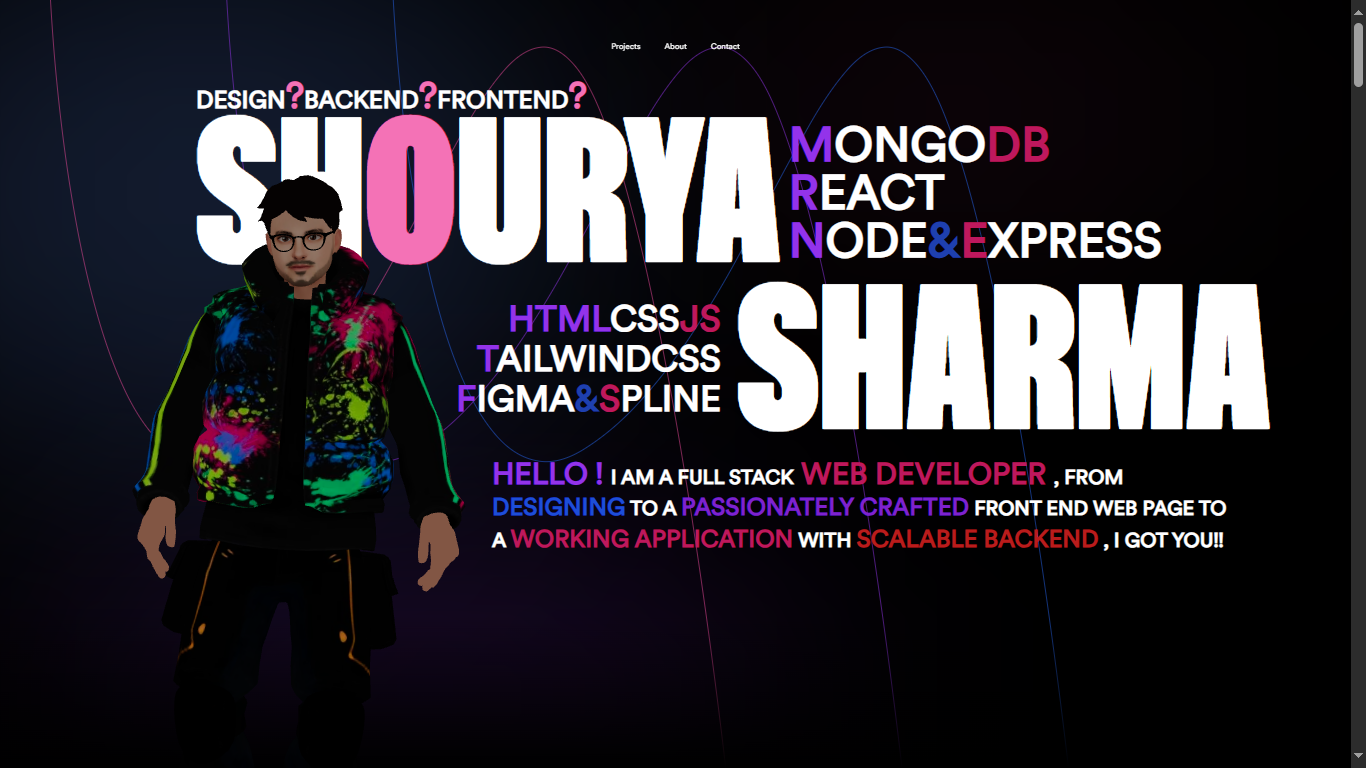 Projects About Contact
DESIGN?BACKEND?FRONTEND?
SHOURYA
MONGODB
REACT
NODE&EXPRESS
HTMLCSSJS
TAILWINDCSS
FIGMA&SPLINE
SHARMA
HELLO ! I AM A FULL STACK WEB DEVELOPER , FROM
DESIGNING TO A PASSIONATELY CRAFTED FRONT END WEB PAGE TO
A WORKING APPLICATION WITH SCALABLE BACKEND , I GOT YOU!!